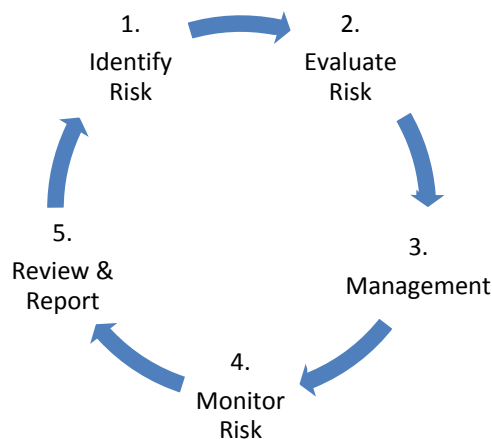 1.
Identify
Risk
2.
Evaluate
Risk
3.
Management
4.
Monitor
Risk
5.
Review &
Report